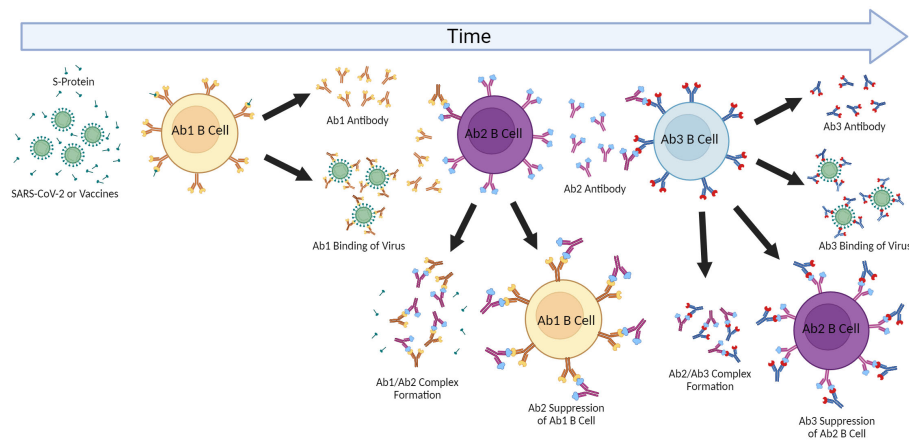 Time
S-Protein
SARS-CoV-2 or Vaccines
Ab1 B Cell
Ab1 Antibody
Ab1 Binding of Virus
Ab2 B Cell
Ab2 Antibody
Ab1/Ab2 Complex
Formation
Ab1 B Cell
Ab2 Suppression
of Ab1 B Cell
Ab3 B Cell
Ab3 Antibody
Ab3 Binding of Virus
Ab2/Ab3 Complex
Formation
Ab2 B Cell
Ab3 Suppression
of Ab2 B Cell